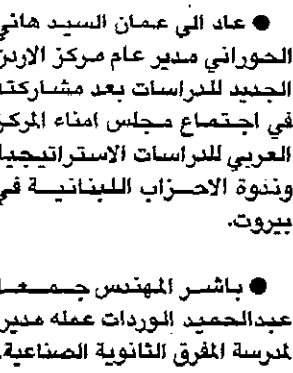 ● عاد الى عمان السيد هاني
الحوراني مدير عام مركز الاردن
الجديد للدراسات بعد مشاركته
في اجتماع مجلس امناء المركز
العربي للدراسات الاستراتيجية
وندوة الاحزاب اللبنانية في
بيروت.
● باشر المهندس جمعة
عبدالحميد الوردات عمله مديرا
لمدرسة المفرق الثانوية الصناعية.